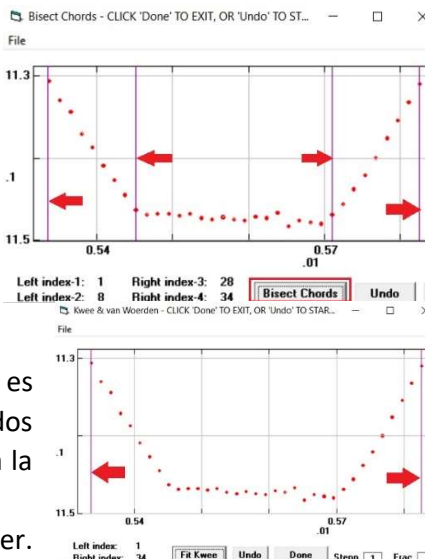 Bisect Chords - CLICK 'Done' TO EXIT, OR 'Undo' TO ST...
File
11.3
.1
11.5
0.54 0.57
.01
Left index-1: 1 Right index-3: 28
Left index-2: 8 Right index-4: 34
Bisect Chords Undo
Kwee & van Woerden - CLICK 'Done' TO EXIT, OR 'Undo' TO STAR...
File
es
dos
la
er.
11.3
.1
11.5
0.54 0.57
.01
Left index: 1
Right index: 34
Fit Kwee Undo Done Stepp 1 Frac